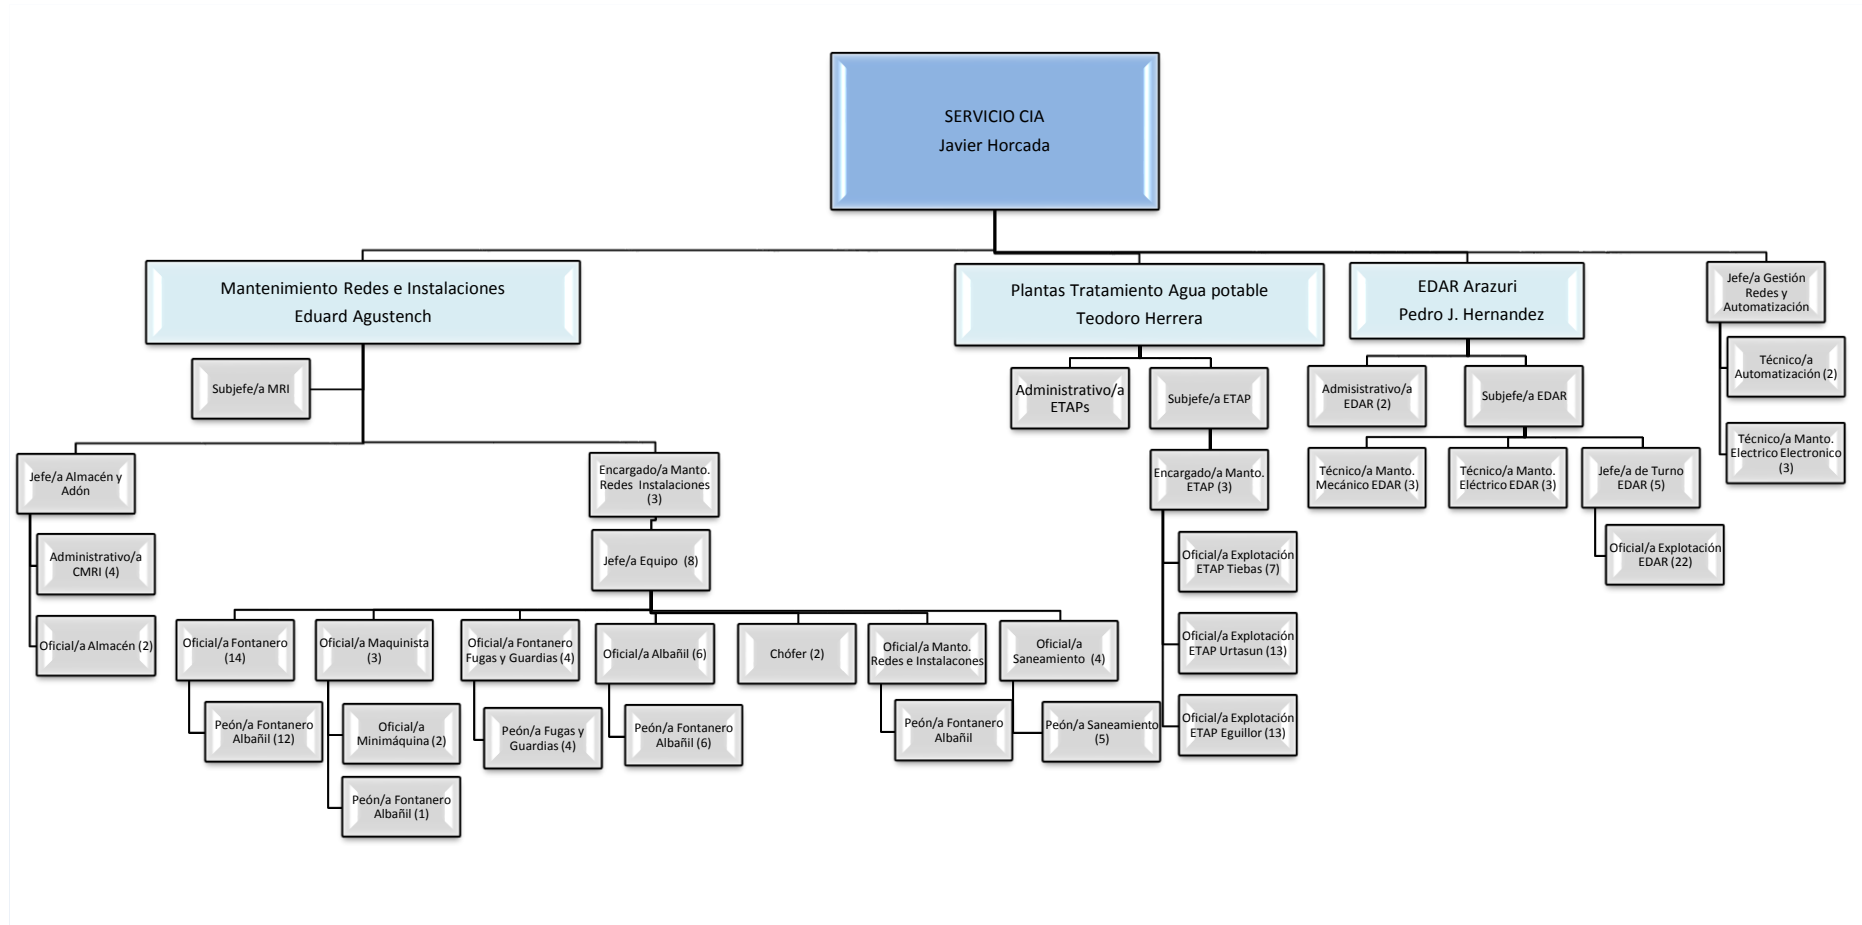 SERVICIO CIA
Javier Horcada
Mantenimiento Redes e Instalaciones
Eduard Agustench
Plantas Tratamiento Agua potable
Teodoro Herrera
EDAR Arazuri
Pedro J. Hernandez
Jefe/a Gestión
Redes y
Automatización
Subjefe/a MRI
Administrativo/a
ETAPs
Subjefe/a ETAP
Admisistrativo/a
EDAR (2)
Subjefe/a EDAR
Técnico/a
Automatización (2)
Técnico/a Manto.
Electrico Electronico
(3)
Jefe/a Almacén y
Adón
Encargado/a Manto.
Redes  Instalaciones
(3)
Encargado/a Manto.
ETAP (3)
Técnico/a Manto.
Mecánico EDAR (3)
Técnico/a Manto.
Eléctrico EDAR (3)
Jefe/a de Turno
EDAR (5)
Administrativo/a
CMRI (4)
Jefe/a Equipo  (8)
Oficial/a Explotación
ETAP Tiebas (7)
Oficial/a Explotación
EDAR (22)
Oficial/a Almacén (2)
Oficial/a Fontanero
(14)
Oficial/a Maquinista
(3)
Oficial/a Fontanero
Fugas y Guardias (4)
Oficial/a Albañil (6)
Chófer (2)
Oficial/a Manto.
Redes e Instalacones
Oficial/a
Saneamiento  (4)
Oficial/a Explotación
ETAP Urtasun (13)
Peón/a Fontanero
Albañil (12)
Oficial/a
Minimáquina (2)
Peón/a Fugas y
Guardias (4)
Peón/a Fontanero
Albañil (6)
Peón/a Fontanero
Albañil
Peón/a Saneamiento
(5)
Oficial/a Explotación
ETAP Eguillor (13)
Peón/a Fontanero
Albañil (1)